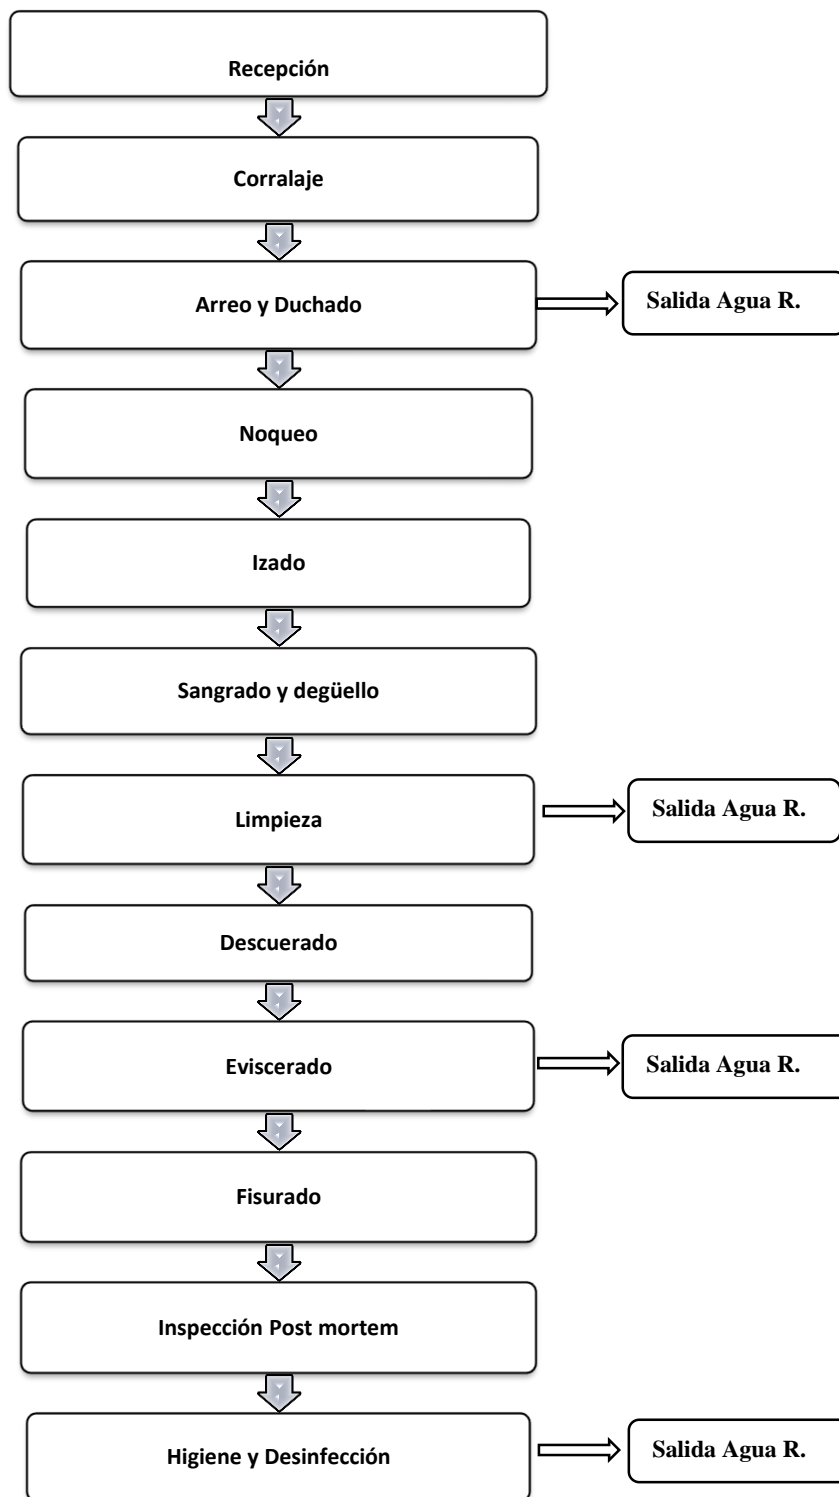 Recepción
Corralaje
Arreo y Duchado
Salida Agua R.
Noqueo
Izado
Sangrado y degüello
Limpieza
Salida Agua R.
Descuerado
Eviscerado
Salida Agua R.
Fisurado
Inspección Post mortem
Higiene y Desinfección
Salida Agua R.